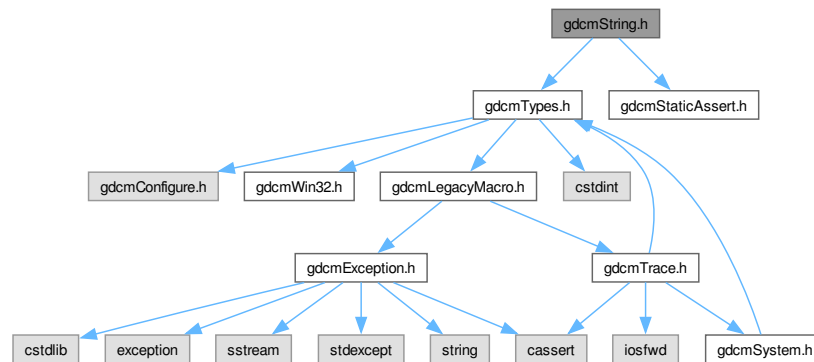 gdcmString.h
gdcmTypes.h
gdcmStaticAssert.h
gdcmConfigure.h
gdcmWin32.h
gdcmLegacyMacro.h
cstdint
gdcmException.h
gdcmTrace.h
cstdlib
exception
sstream
stdexcept
string
cassert
iosfwd
gdcmSystem.h